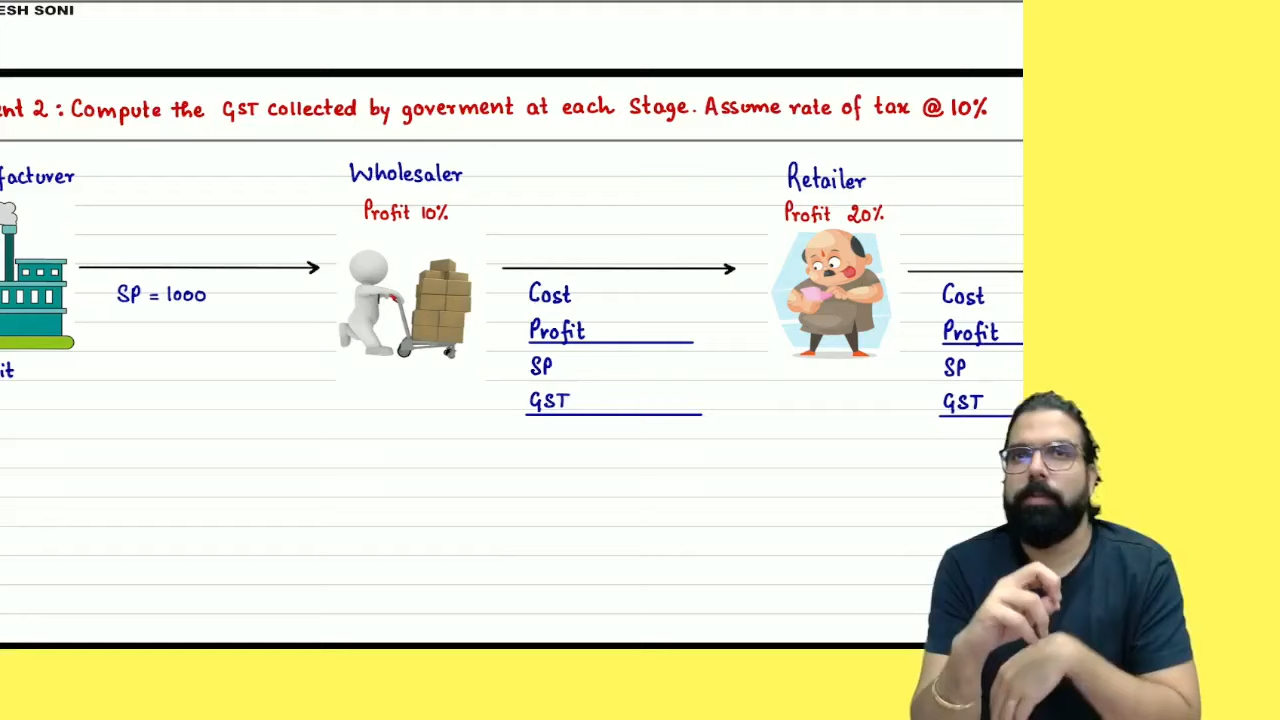 ESH SONI
ent 2 : Compute the GST collected by goverment at each Stage. Assume rate of tax @ 10%
facturer
Wholesaler
Retailer
Profit 10%
Profit 20%
SP = 1000
Cost
Profit
SP
GST
Cost
Profit
SP
GST
it